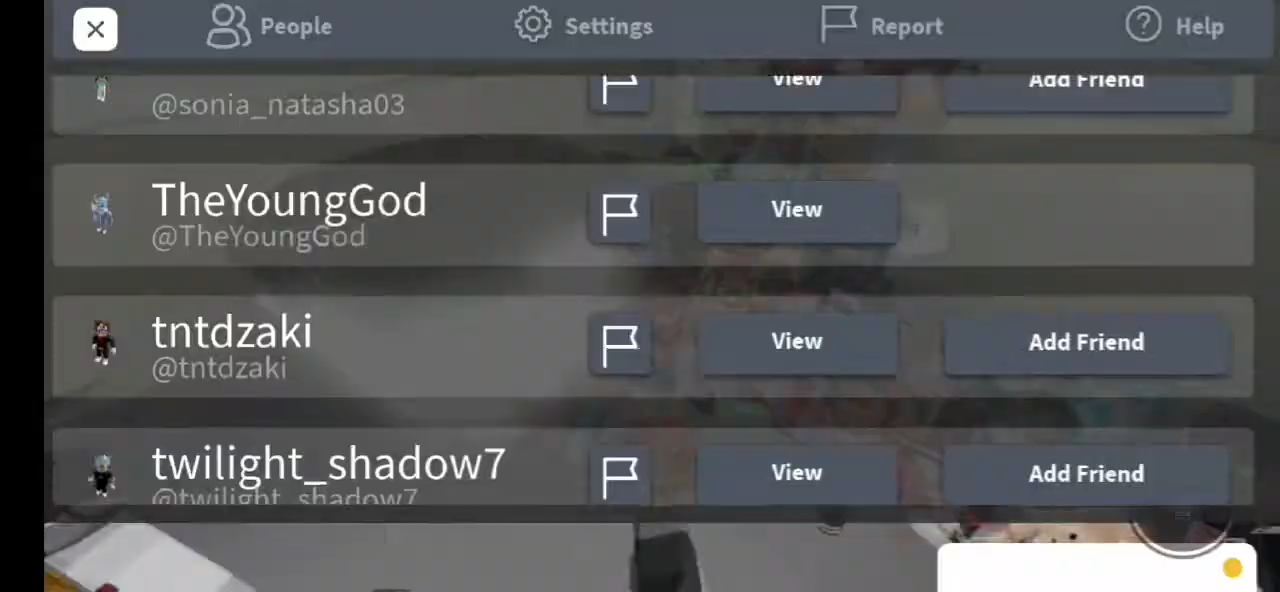 People
Settings
Report
Help
@sonia_natasha03
View
Add Friend
TheYoungGod
@TheYoungGod
View
tntdzaki
@tntdzaki
View
Add Friend
twilight_shadow7
@twilight_shadow7
View
Add Friend